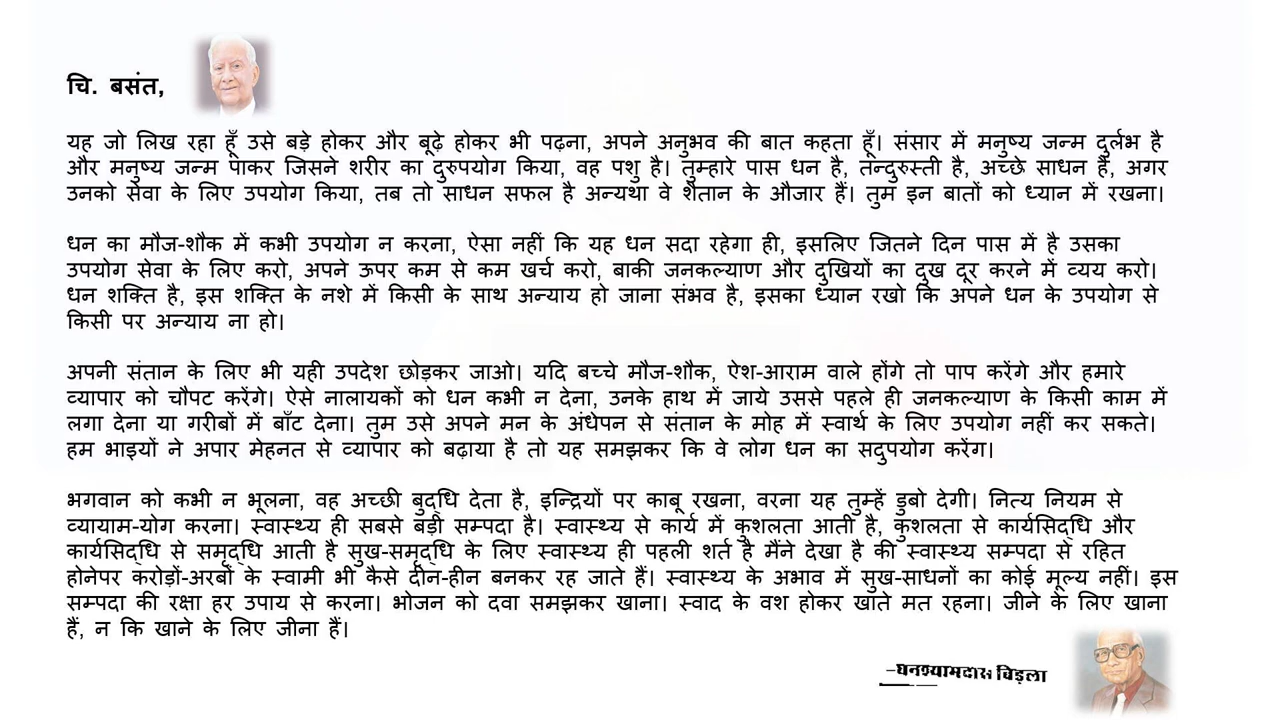 चि. बसंत,
यह जो लिख रहा हूँ उसे बड़े होकर और बूढ़े होकर भी पढ़ना, अपने अनुभव की बात कहता हूँ। संसार में मनुष्य जन्म दुर्लभ है
और मनुष्य जन्म पाकर जिसने शरीर का दुरुपयोग किया, वह पशु है। तुम्हारे पास धन है, तन्दुरुस्ती है, अच्छे साधन हैं, अगर
उनको सेवा के लिए उपयोग किया, तब तो साधन सफल है अन्यथा वे शैतान के औजार हैं। तुम इन बातों को ध्यान में रखना।
धन का मौज-शौक में कभी उपयोग न करना, ऐसा नहीं कि यह धन सदा रहेगा ही, इसलिए जितने दिन पास में है उसका
उपयोग सेवा के लिए करो, अपने ऊपर कम से कम खर्च करो, बाकी जनकल्याण और दुखियों का दुख दूर करने में व्यय करो।
धन शक्ति है, इस शक्ति के नशे में किसी के साथ अन्याय हो जाना संभव है, इसका ध्यान रखो कि अपने धन के उपयोग से
किसी पर अन्याय ना हो।
अपनी संतान के लिए भी यही उपदेश छोड़कर जाओ। यदि बच्चे मौज-शौक, ऐश-आराम वाले होंगे तो पाप करेंगे और हमारे
व्यापार को चौपट करेंगे। ऐसे नालायकों को धन कभी न देना, उनके हाथ में जाये उससे पहले ही जनकल्याण के किसी काम में
लगा देना या गरीबों में बाँट देना। तुम उसे अपने मन के अंधेपन से संतान के मोह में स्वार्थ के लिए उपयोग नहीं कर सकते।
हम भाइयों ने अपार मेहनत से व्यापार को बढ़ाया है तो यह समझकर कि वे लोग धन का सदुपयोग करेंग।
भगवान को कभी न भूलना, वह अच्छी बुद्धि देता है, इन्द्रियों पर काबू रखना, वरना यह तुम्हें डुबो देगी। नित्य नियम से
व्यायाम-योग करना। स्वास्थ्य ही सबसे बड़ी सम्पदा है। स्वास्थ्य से कार्य में कुशलता आती है, कुशलता से कार्यसिद्धि और
कार्यसिद्धि से समृद्धि आती है सुख-समृद्धि के लिए स्वास्थ्य ही पहली शर्त है मैंने देखा है की स्वास्थ्य सम्पदा से रहित
होनेपर करोड़ों-अरबों के स्वामी भी कैसे दीन-हीन बनकर रह जाते हैं। स्वास्थ्य के अभाव में सुख-साधनों का कोई मूल्य नहीं। इस
सम्पदा की रक्षा हर उपाय से करना। भोजन को दवा समझकर खाना। स्वाद के वश होकर खाते मत रहना। जीने के लिए खाना
हैं, न कि खाने के लिए जीना हैं।
-घनश्यामदास बिड़ला